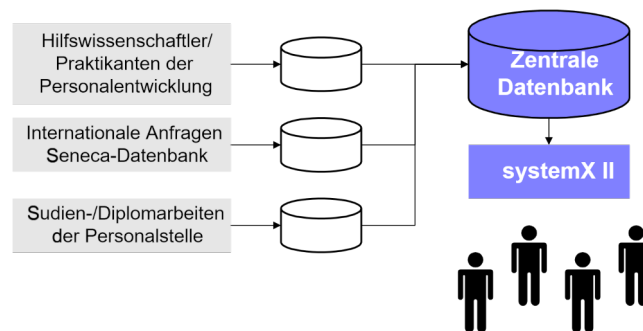 Hilfswissenschaftler/
Praktikanten der
Personalentwicklung
Internationale Anfragen
Seneca-Datenbank
Sudien-/Diplomarbeiten
der Personalstelle
Zentrale
Datenbank
systemX II